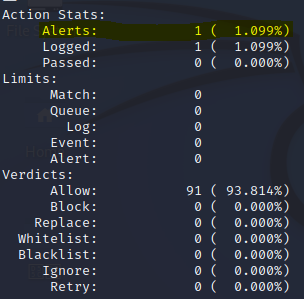 Action Stats:
Alerts: 1 ( 1.099%)
Logged: 1 ( 1.099%)
Passed: 0 ( 0.000%)
Limits:
Match: 0
Queue: 0
Log: 0
Event: 0
Alert: 0
Verdicts:
Allow: 91 ( 93.814%)
Block: 0 ( 0.000%)
Replace: 0 ( 0.000%)
Whitelist: 0 ( 0.000%)
Blacklist: 0 ( 0.000%)
Ignore: 0 ( 0.000%)
Retry: 0 ( 0.000%)